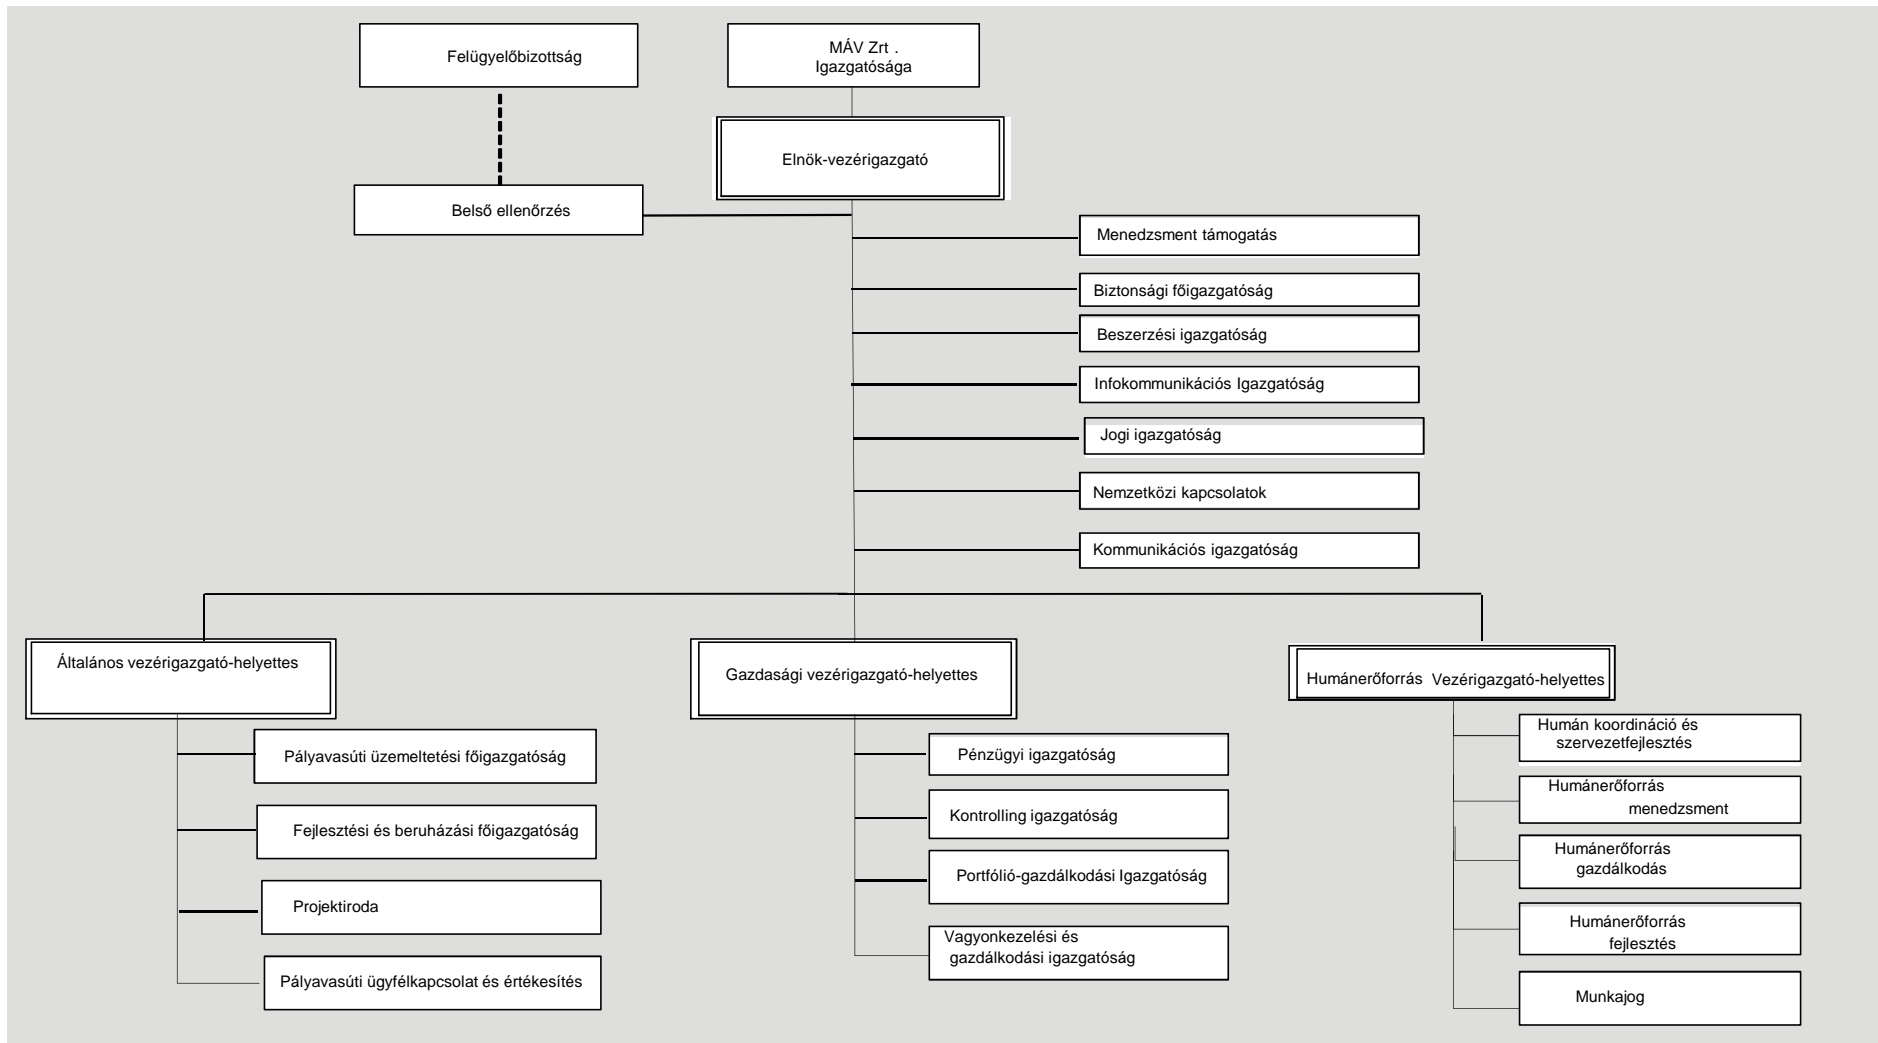 Felügyelőbizottság
MÁV Zrt .
Igazgatósága
Elnök-vezérigazgató
Belső ellenőrzés
Menedzsment támogatás
Biztonsági főigazgatóság
Beszerzési igazgatóság
Infokommunikációs Igazgatóság
Jogi igazgatóság
Nemzetközi kapcsolatok
Kommunikációs igazgatóság
Általános vezérigazgató-helyettes
Pályavasúti üzemeltetési főigazgatóság
Fejlesztési és beruházási főigazgatóság
Projektiroda
Pályavasúti ügyfélkapcsolat és értékesítés
Gazdasági vezérigazgató-helyettes
Pénzügyi igazgatóság
Kontrolling igazgatóság
Portfólió-gazdálkodási Igazgatóság
Vagyonkezelési és
gazdálkodási igazgatóság
Humánerőforrás Vezérigazgató-helyettes
Humán koordináció és
szervezetfejlesztés
Humánerőforrás
menedzsment
Humánerőforrás
gazdálkodás
Humánerőforrás
fejlesztés
Munkajog